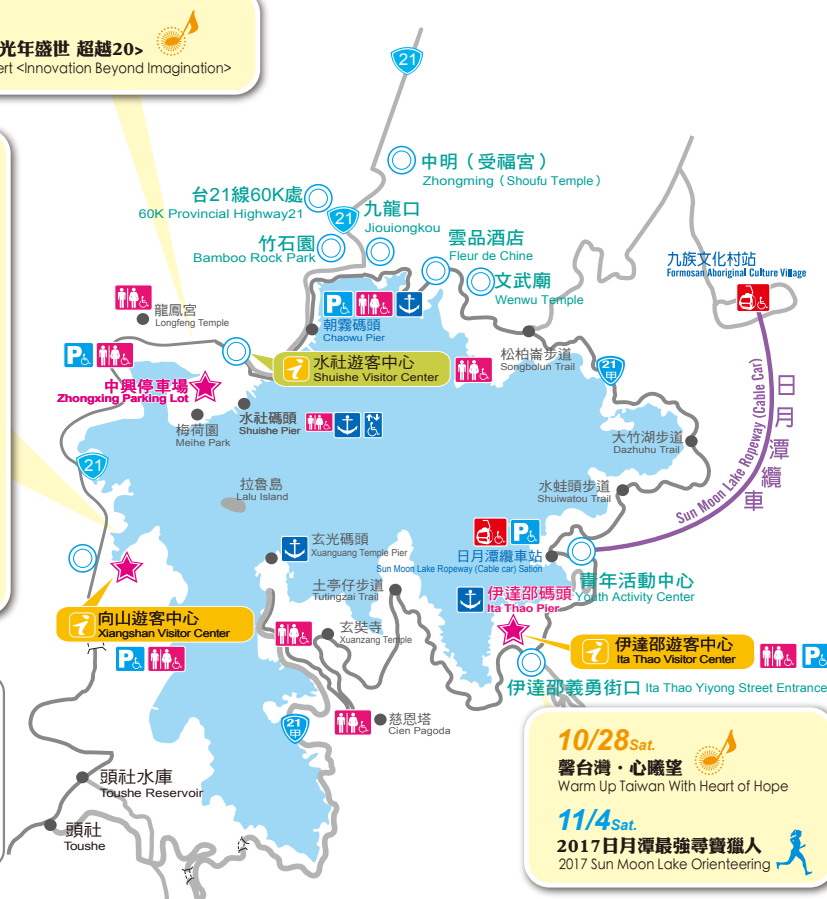 光年盛世 超越20>
ert <Innovation Beyond Imagination>
21
中明（受福宮）
Zhongming（Shoufu Temple）
台21線60K處
60K Provincial Highway21
21
九龍口
Jiouiongkou
竹石園
Bamboo Rock Park
雲品酒店
Fleur de Chine
文武廟
Wenwu Temple
九族文化村站
Formosan Aboriginal Culture Village
龍鳳宮
Longfeng Temple
P
朝霧碼頭
Chaowu Pier
P
i
水社遊客中心
Shuishe Visitor Center
松柏崙步道
Songbolun Trail
21
甲
中興停車場
Zhongxing Parking Lot
梅荷園
Meihe Park
水社碼頭
Shuishe Pier
大竹湖步道
Dazhuhu Trail
日月潭纜車
Sun Moon Lake Ropeway (Cable Car)
21
拉魯島
Lalu Island
水蛙頭步道
Shuiwatou Trail
玄光碼頭
Xuanguang Temple Pier
P
日月潭纜車站
Sun Moon Lake Ropeway (Cable car) Sation
土亭仔步道
Tutingzai Trail
青年活動中心
Youth Activity Center
伊達邵碼頭
Ita Thao Pier
i
向山遊客中心
Xiangshan Visitor Center
P
玄奘寺
Xuanzang Temple
i
伊達邵遊客中心
Ita Thao Visitor Center
P
伊達邵義勇街口 Ita Thao Yiyong Street Entrance
21
甲
慈恩塔
Cien Pagoda
頭社水庫
Toushe Reservoir
頭社
Toushe
10/28Sat.
馨台灣・心曦望
Warm Up Taiwan With Heart of Hope
11/4Sat.
2017日月潭最強尋寶獵人
2017 Sun Moon Lake Orienteering